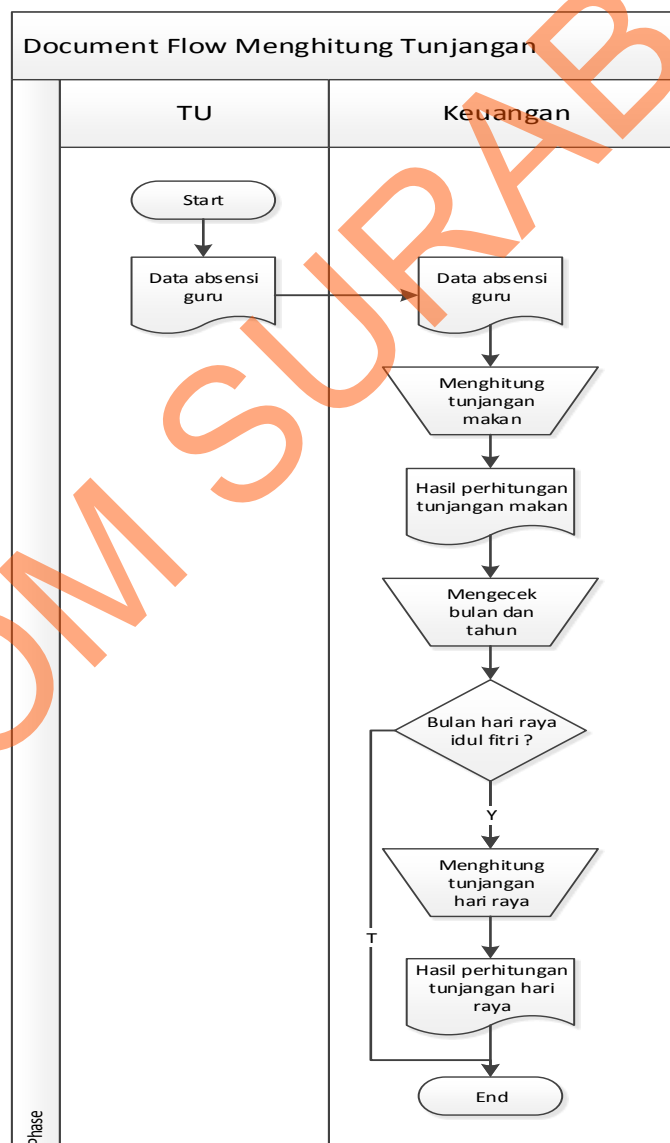 Document Flow Menghitung Tunjangan
TU
Keuangan
Start
Data absensi
guru
Data absensi
guru
Menghitung
tunjangan
makan
Hasil perhitungan
tunjangan makan
Mengecek
bulan dan
tahun
Bulan hari raya
idul fitri ?
Y
Menghitung
tunjangan
hari raya
T
Hasil perhitungan
tunjangan hari
raya
End
Phase
OM SURAB